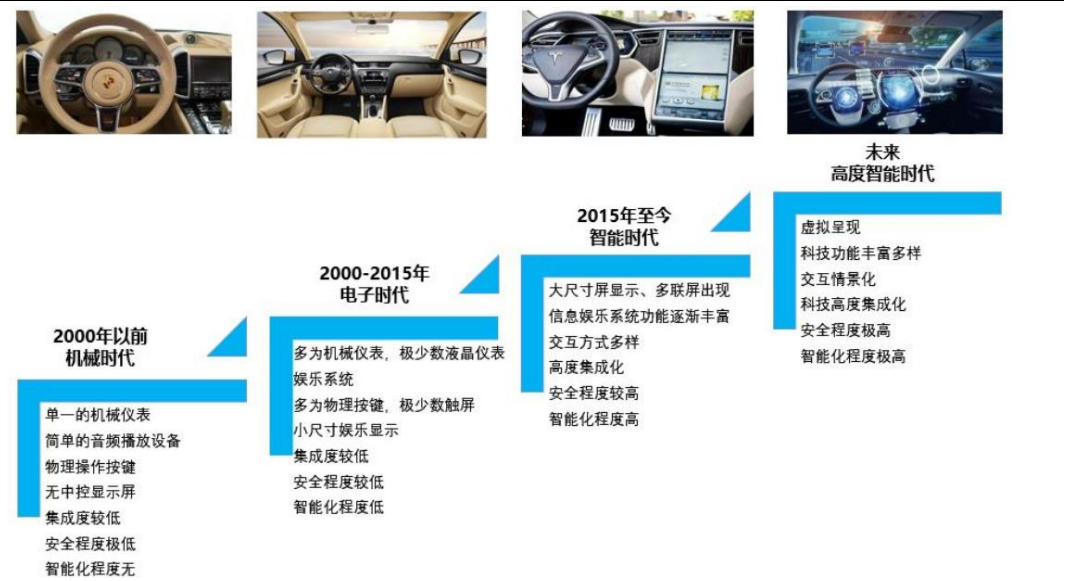 2000年以前
机械时代
单一的机械仪表
简单的音频播放设备
物理操作按键
无中控显示屏
集成度较低
安全程度极低
智能化程度无
2000-2015年
电子时代
多为机械仪表，极少数液晶仪表
娱乐系统
多为物理按键，极少数触屏
小尺寸娱乐显示
集成度较低
安全程度较低
智能化程度低
2015年至今
智能时代
大尺寸屏显示、多联屏出现
信息娱乐系统功能逐渐丰富
交互方式多样
高度集成化
安全程度较高
智能化程度高
未来
高度智能时代
虚拟呈现
科技功能丰富多样
交互情景化
科技高度集成化
安全程度极高
智能化程度极高